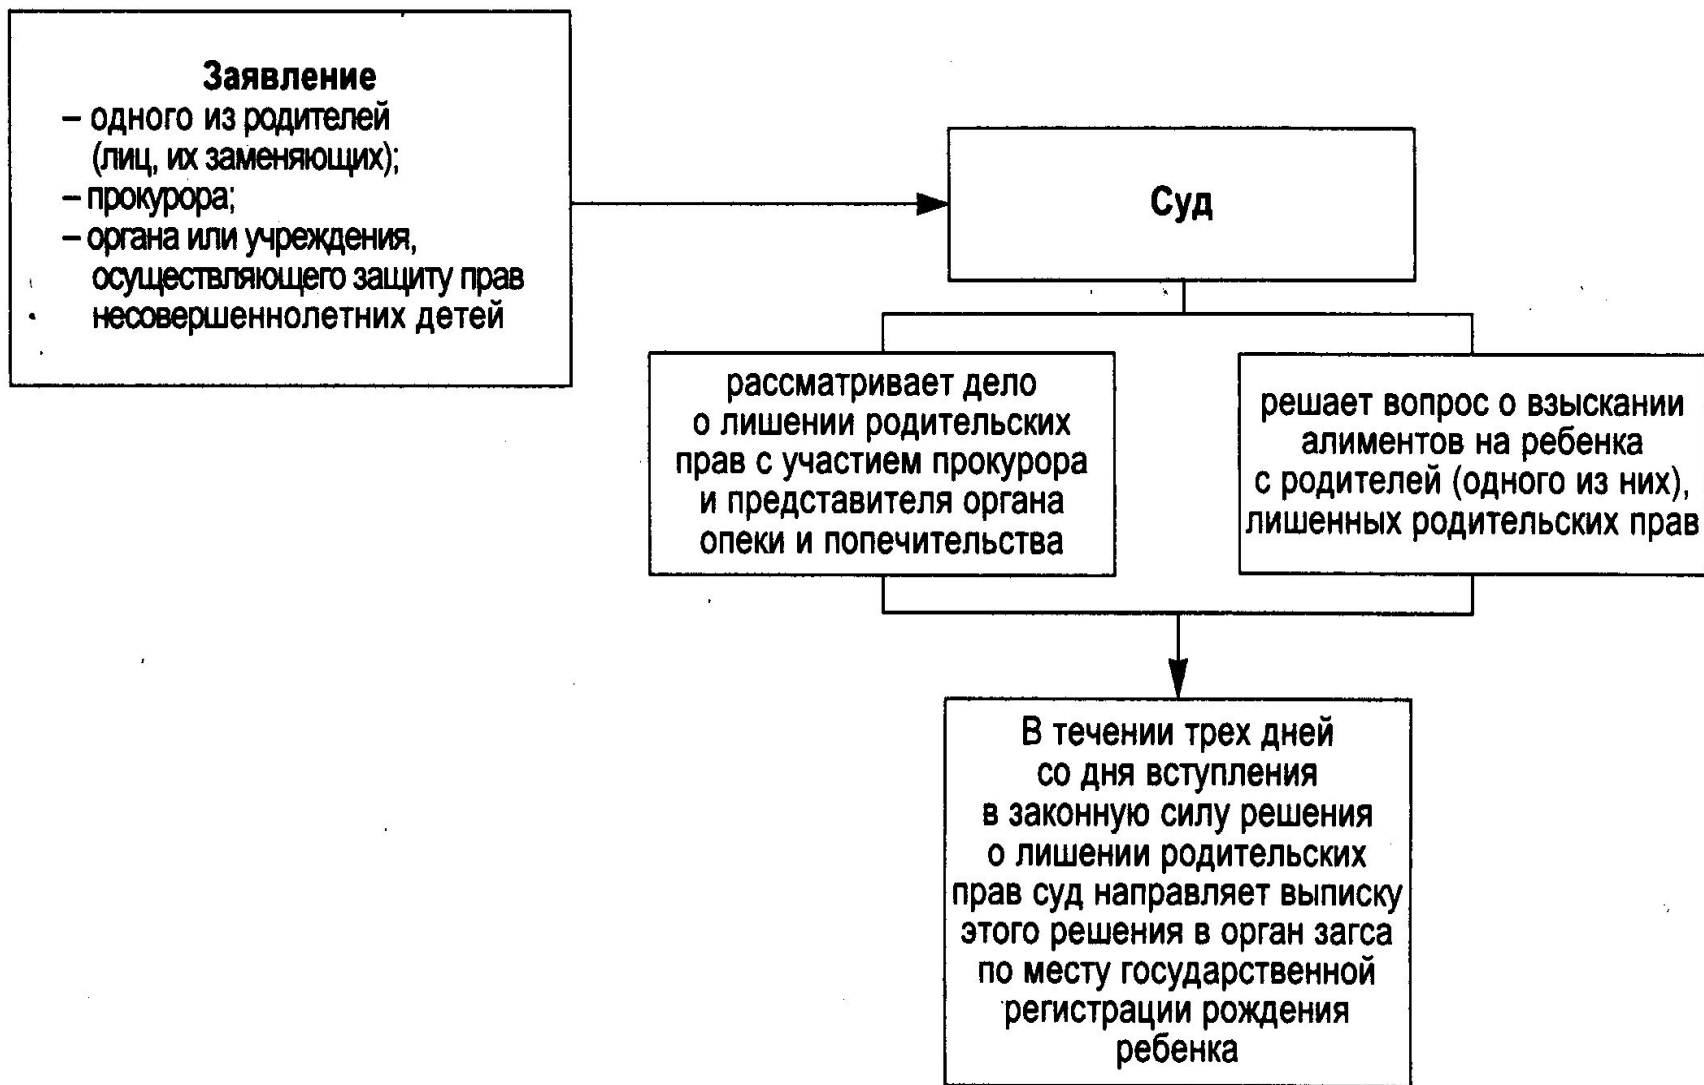 Заявление
– одного из родителей
(лиц, их заменяющих);
– прокурора;
– органа или учреждения,
осуществляющего защиту прав
несовершеннолетних детей
Суд
рассматривает дело
о лишении родительских
прав с участием прокурора
и представителя органа
опеки и попечительства
решает вопрос о взыскании
алиментов на ребенка
с родителей (одного из них),
лишенных родительских прав
В течении трех дней
со дня вступления
в законную силу решения
о лишении родительских
прав суд направляет выписку
этого решения в орган загса
по месту государственной
регистрации рождения
ребенка